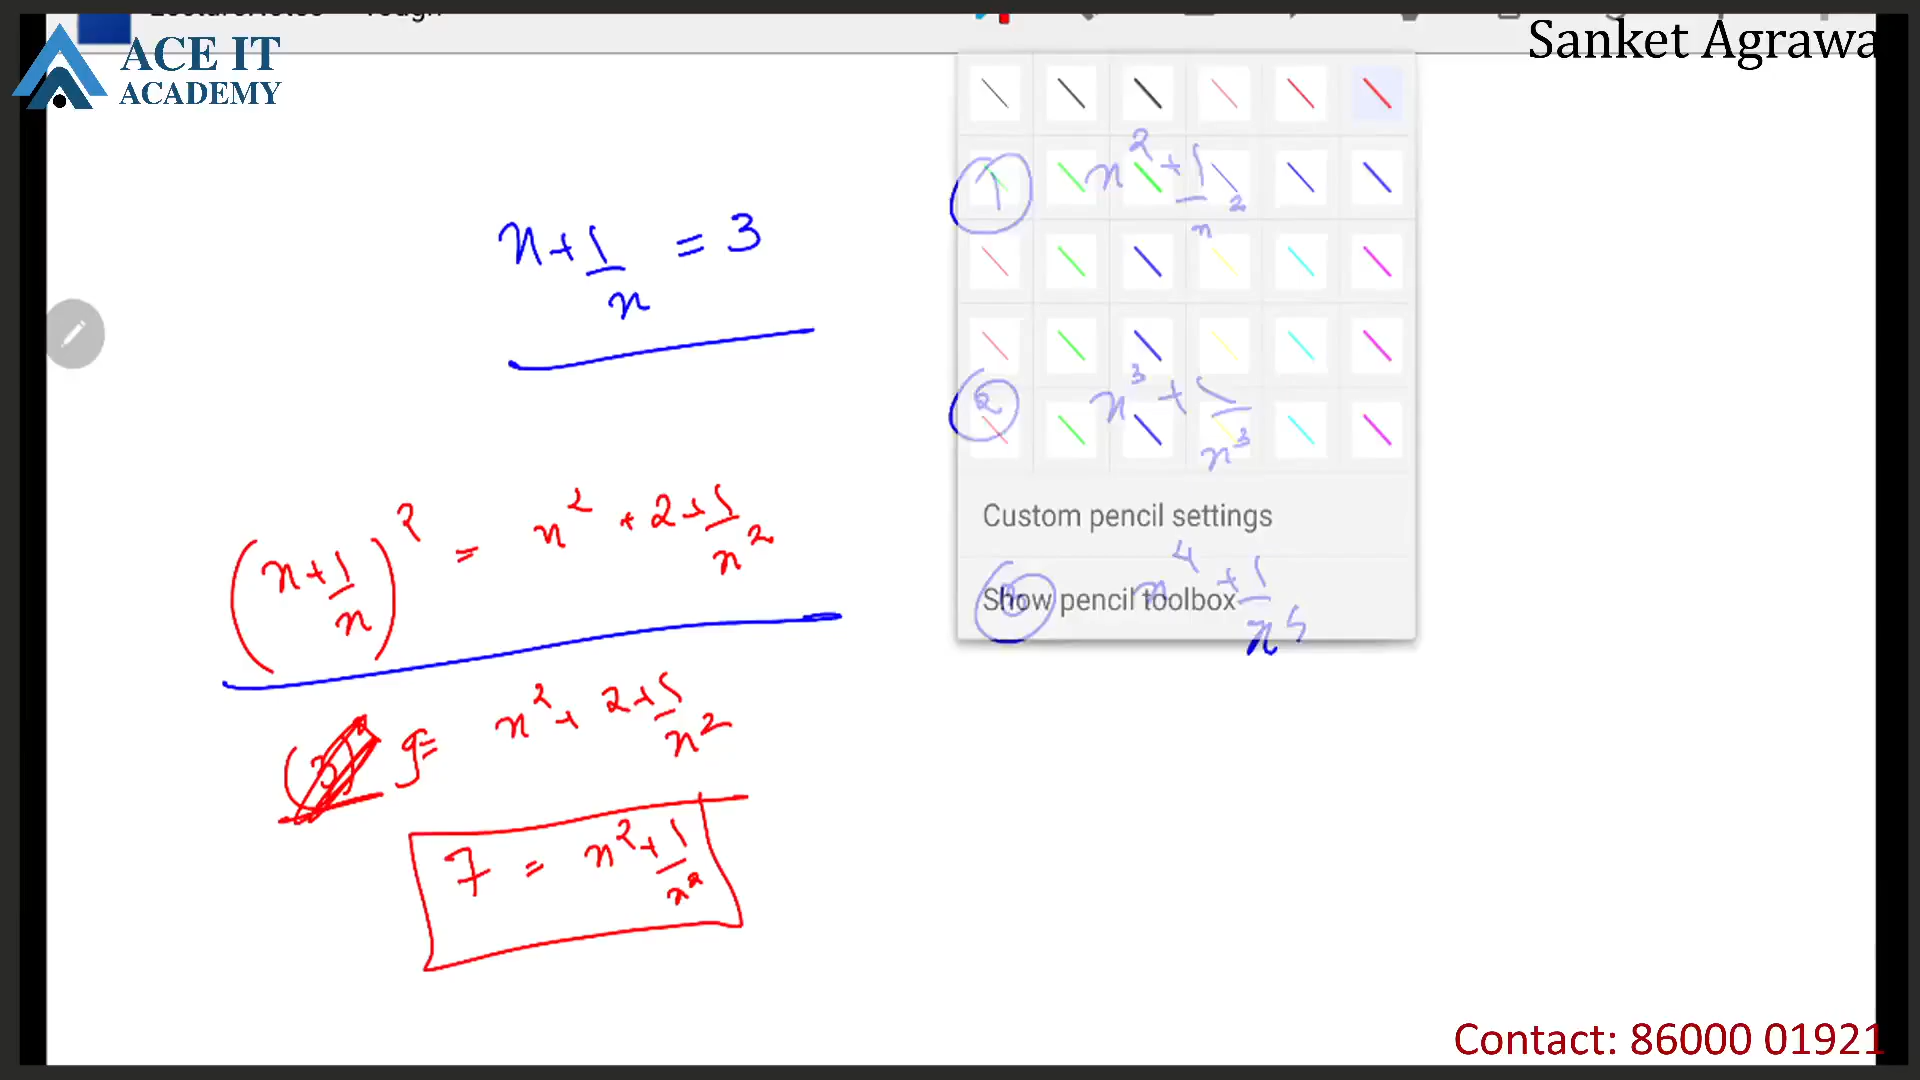 ACE IT
ACADEMY
Sanket Agrawa
x + 1/x = 3
(x + 1/x)² = x² + 2 + 1/x²
9 = x² + 2 + 1/x²
7 = x² + 1/x²
① x² + 1/x²
② x³ + 1/x³
Custom pencil settings
x⁴ + 1/x
Show pencil toolbox
Contact: 86000 01921